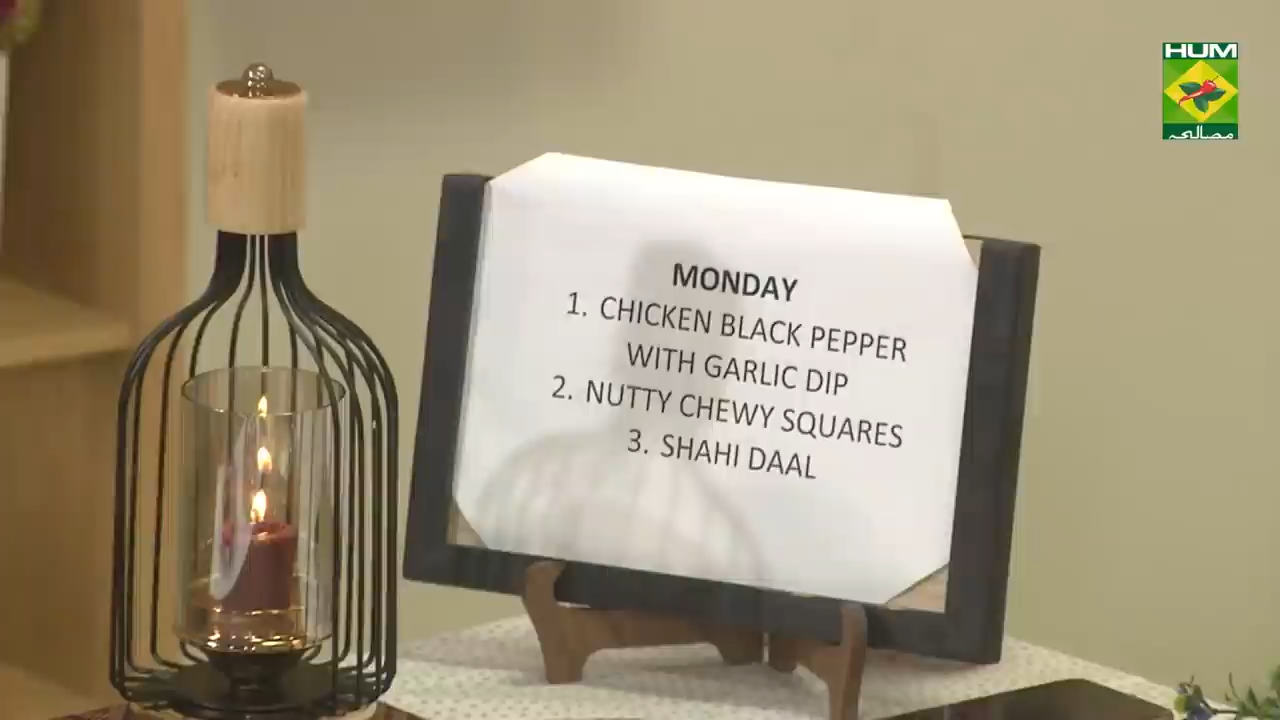 HUM
مصالحہ
MONDAY
1. CHICKEN BLACK PEPPER
WITH GARLIC DIP
2. NUTTY CHEWY SQUARES
3. SHAHI DAAL